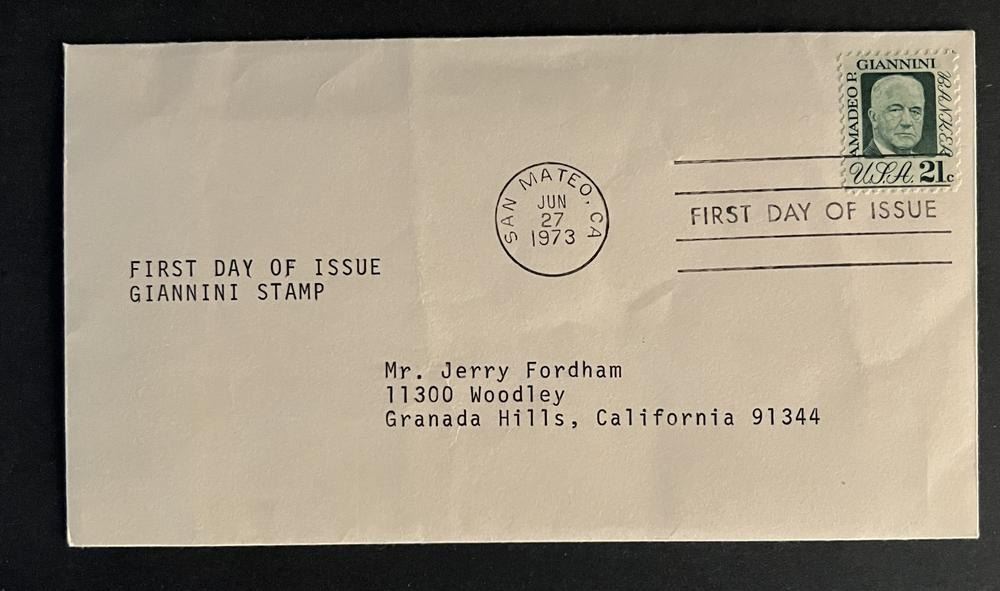 AMADEO P. GIANNINI BANKER
U.S.A. 21c
SAN MATEO, CA
JUN
27
1973
FIRST DAY OF ISSUE
FIRST DAY OF ISSUE
GIANNINI STAMP
Mr. Jerry Fordham
11300 Woodley
Granada Hills, California 91344